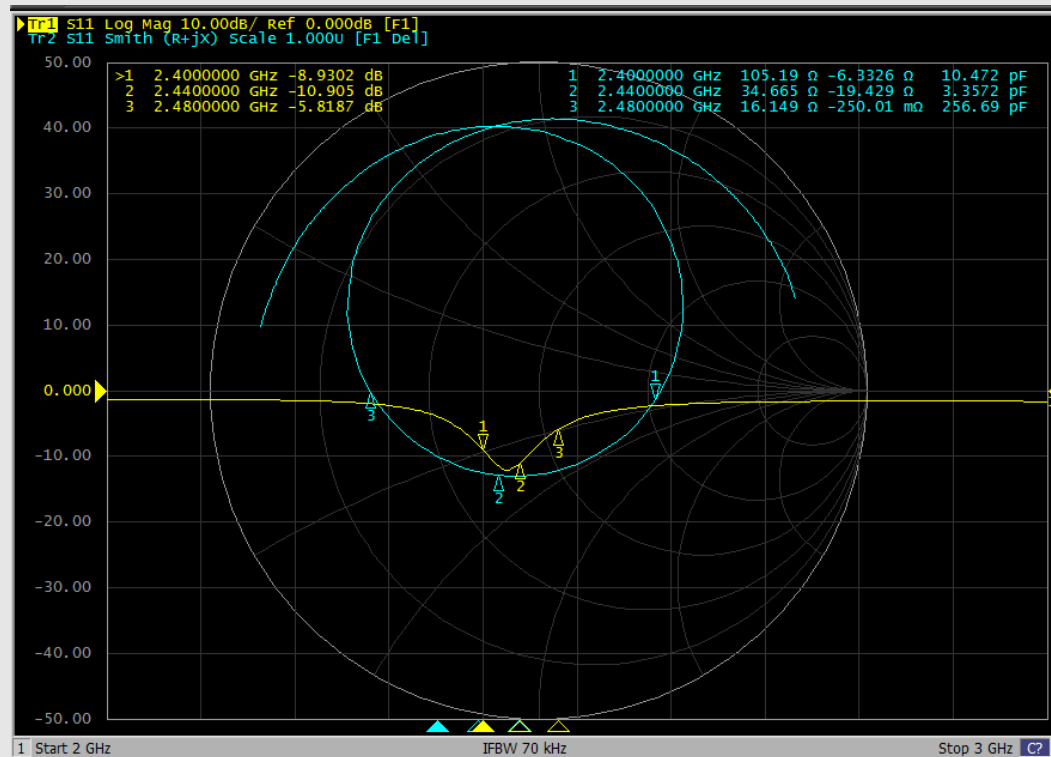 Tr1 S11 Log Mag 10.00dB/ Ref 0.000dB [F1]
Tr2 S11 Smith (R+jX) Scale 1.000U [F1 Del]
50.00
40.00
30.00
20.00
10.00
0.000
-10.00
-20.00
-30.00
-40.00
-50.00
>1 2.4000000 GHz -8.9302 dB
2 2.4400000 GHz -10.905 dB
3 2.4800000 GHz -5.8187 dB
1 2.4000000 GHz 105.19 Ω -6.3326 Ω 10.472 pF
2 2.4400000 GHz 34.665 Ω -19.429 Ω 3.3572 pF
3 2.4800000 GHz 16.149 Ω -250.01 mΩ 256.69 pF
1
3
1
3
2
2
1 Start 2 GHz
IFBW 70 kHz
Stop 3 GHz C?